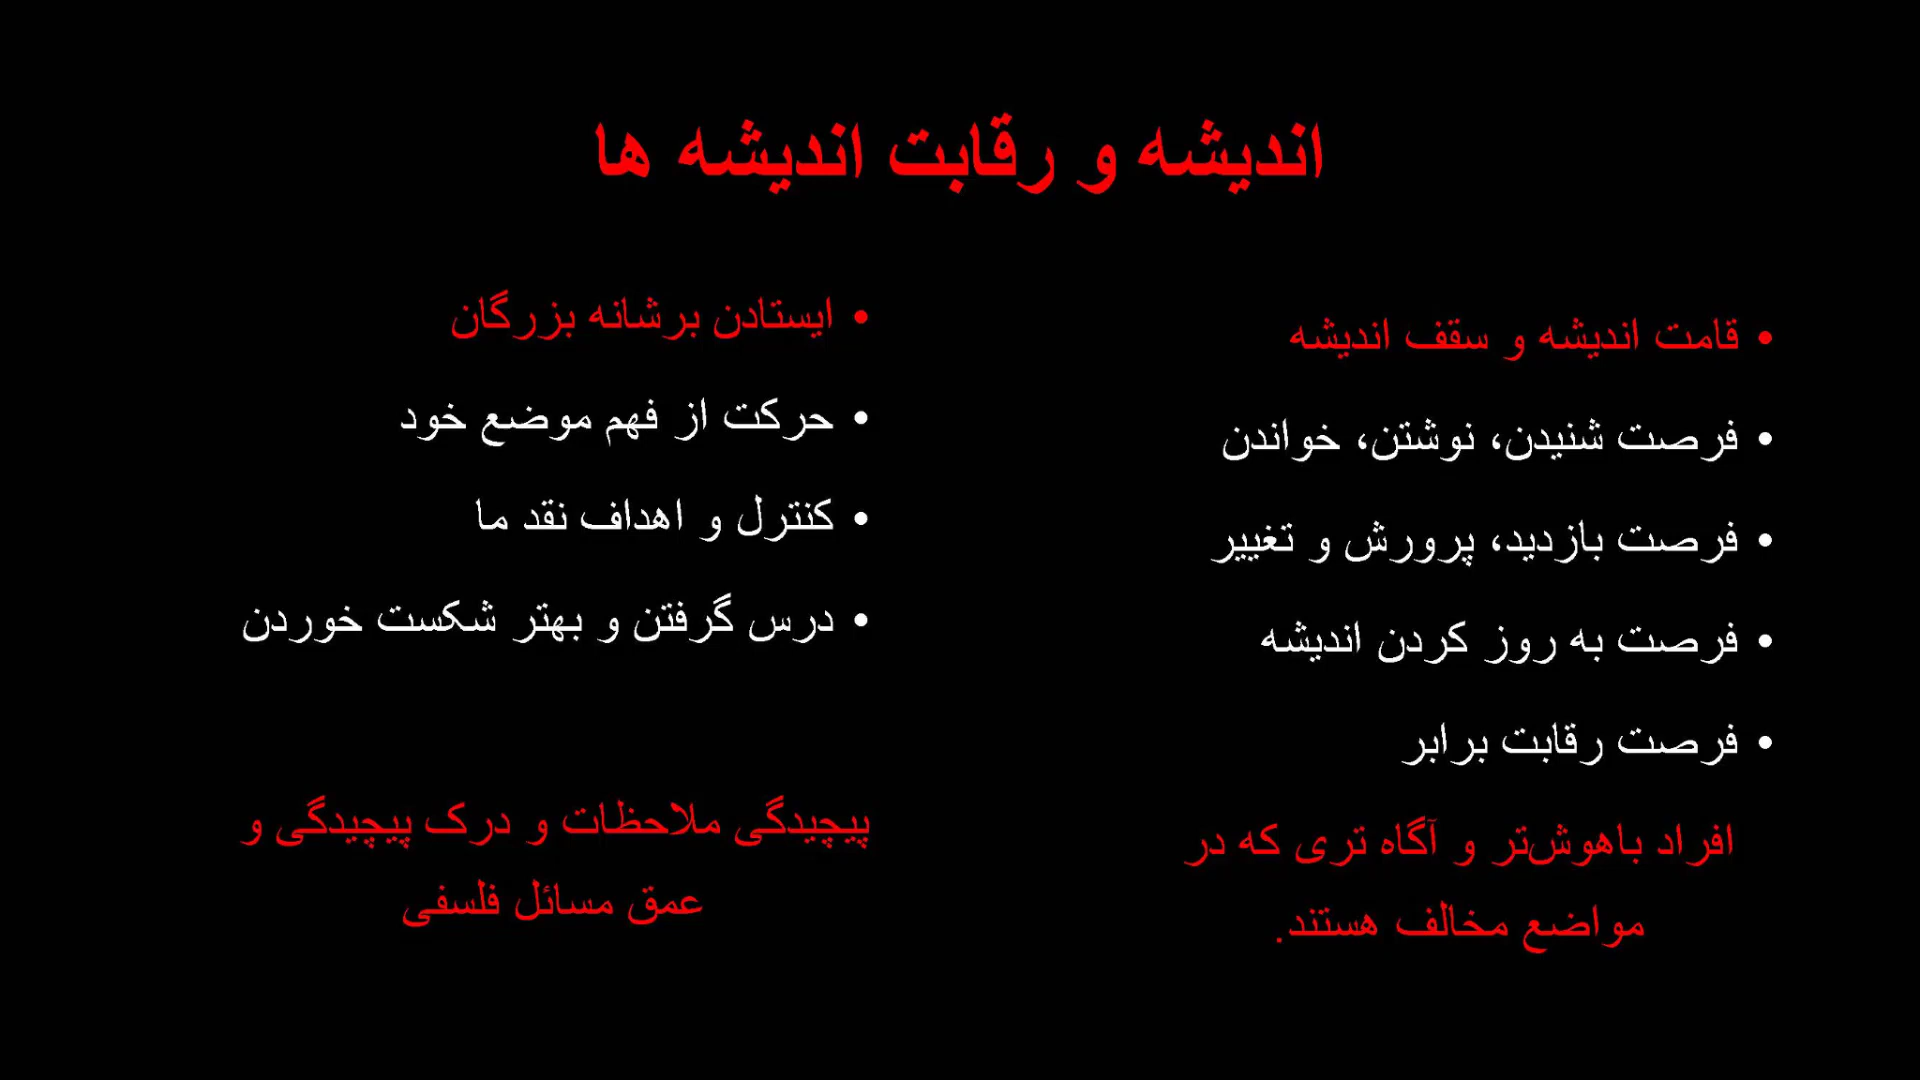 اندیشه و رقابت اندیشه ها
• قامت اندیشه و سقف اندیشه
• فرصت شنیدن، نوشتن، خواندن
• فرصت بازدید، پرورش و تغییر
• فرصت به روز کردن اندیشه
• فرصت رقابت برابر
افراد باهوش‌تر و آگاه تری که در
مواضع مخالف هستند.
• ایستادن برشانه بزرگان
• حرکت از فهم موضع خود
• کنترل و اهداف نقد ما
• درس گرفتن و بهتر شکست خوردن
پیچیدگی ملاحظات و درک پیچیدگی و
عمق مسائل فلسفی